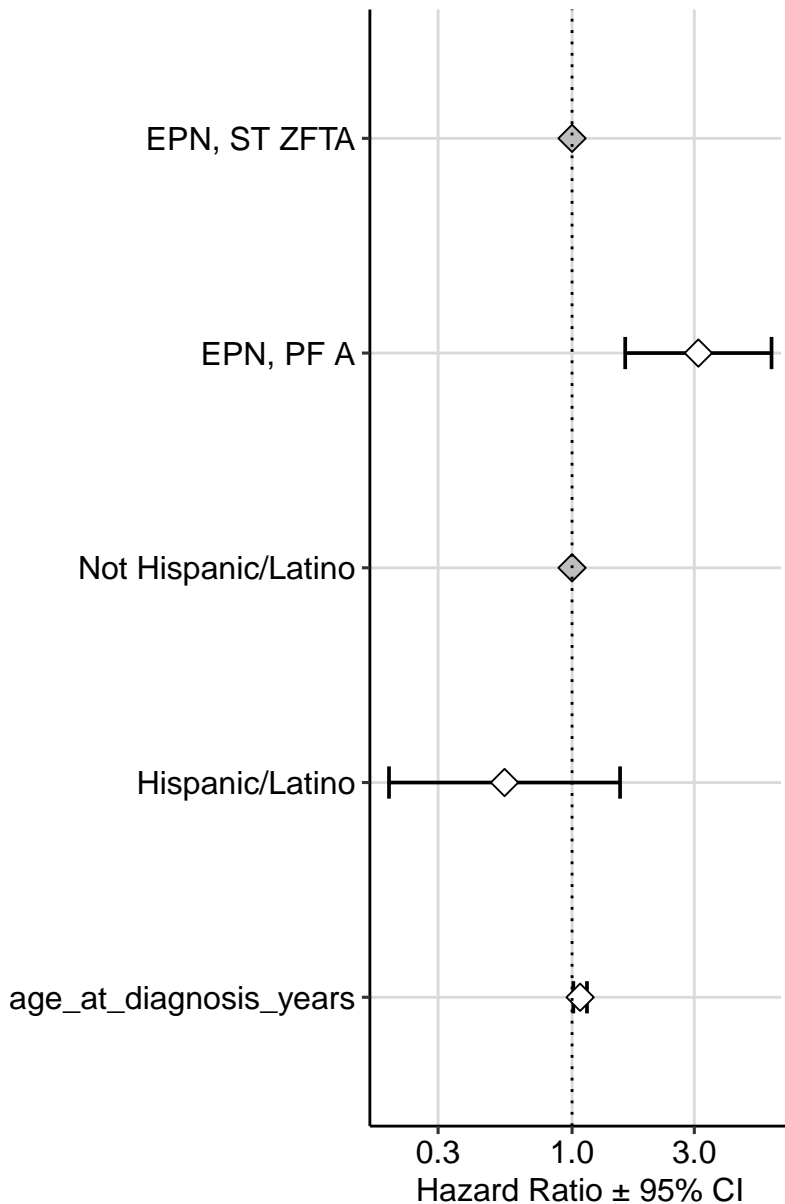 EPN, ST ZFTA
EPN, PF A
Not Hispanic/Latino
Hispanic/Latino
age_at_diagnosis_years
0.3 1.0 3.0
Hazard Ratio ± 95% CI